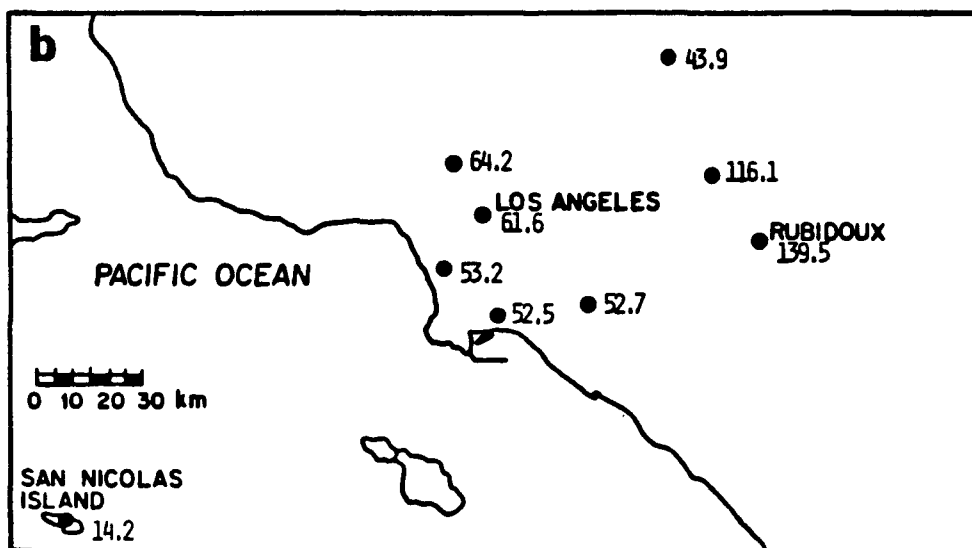 b
43.9
64.2
116.1
LOS ANGELES
61.6
RUBIDOUX
139.5
PACIFIC OCEAN
53.2
52.5
52.7
0 10 20 30 km
SAN NICOLAS
ISLAND
14.2